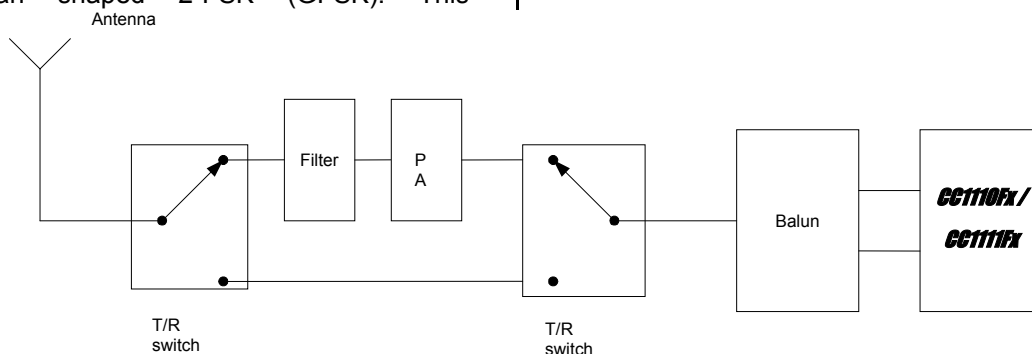 shaped 2-FSK (GFSK). This
Antenna
Filter
P
A
Balun
CC1110Fx /
CC1111Fx
T/R
switch
T/R
switch